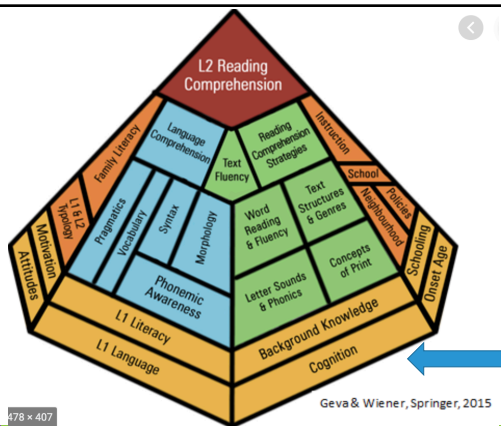 L2 Reading
Comprehension
Language
Comprehension
Text
Fluency
Reading
Comprehension
Strategies
Family Literacy
Instruction
School
Policies
Neighbourhood
L1 & L2
Typology
Motivation
Attitudes
Pragmatics
Vocabulary
Syntax
Morphology
Phonemic
Awareness
Word
Reading
& Fluency
Text
Structures
& Genres
Letter Sounds
& Phonics
Concepts
of Print
Schooling
Onset Age
L1 Literacy
L1 Language
Background Knowledge
Cognition
Geva & Wiener, Springer, 2015
478 × 407